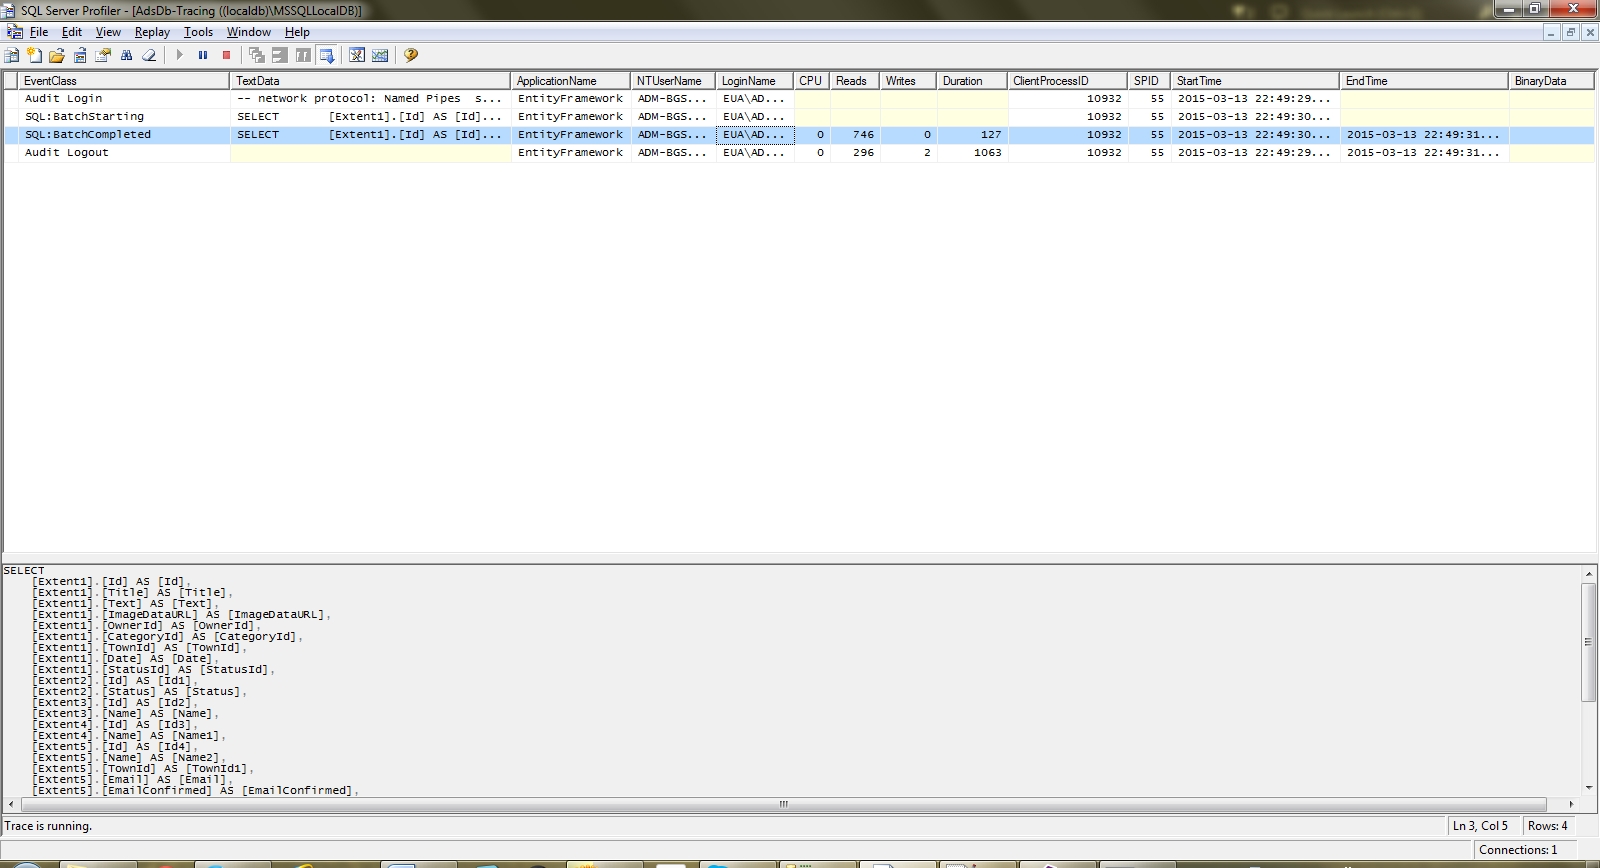 SQL Server Profiler - [AdsDb-Tracing ((localdb)\MSSQLLocalDB)]
File Edit View Replay Tools Window Help
EventClass TextData ApplicationName NTUserName LoginName CPU Reads Writes Duration ClientProcessID SPID StartTime EndTime BinaryData
Audit Login -- network protocol: Named Pipes s... EntityFramework ADM-BGS... EUA\AD... 10932 55 2015-03-13 22:49:29...
SQL:BatchStarting SELECT [Extent1].[Id] AS [Id]... EntityFramework ADM-BGS... EUA\AD... 10932 55 2015-03-13 22:49:30...
SQL:BatchCompleted SELECT [Extent1].[Id] AS [Id]... EntityFramework ADM-BGS... EUA\AD... 0 746 0 127 10932 55 2015-03-13 22:49:30... 2015-03-13 22:49:31...
Audit Logout EntityFramework ADM-BGS... EUA\AD... 0 296 2 1063 10932 55 2015-03-13 22:49:29... 2015-03-13 22:49:31...
SELECT
[Extent1].[Id] AS [Id],
[Extent1].[Title] AS [Title],
[Extent1].[Text] AS [Text],
[Extent1].[ImageDataURL] AS [ImageDataURL],
[Extent1].[OwnerId] AS [OwnerId],
[Extent1].[CategoryId] AS [CategoryId],
[Extent1].[TownId] AS [TownId],
[Extent1].[Date] AS [Date],
[Extent1].[StatusId] AS [StatusId],
[Extent2].[Id] AS [Id1],
[Extent2].[Status] AS [Status],
[Extent3].[Id] AS [Id2],
[Extent3].[Name] AS [Name],
[Extent4].[Id] AS [Id3],
[Extent4].[Name] AS [Name1],
[Extent5].[Id] AS [Id4],
[Extent5].[Name] AS [Name2],
[Extent5].[TownId] AS [TownId1],
[Extent5].[Email] AS [Email],
[Extent5].[EmailConfirmed] AS [EmailConfirmed],
Trace is running. Ln 3, Col 5 Rows: 4
Connections: 1